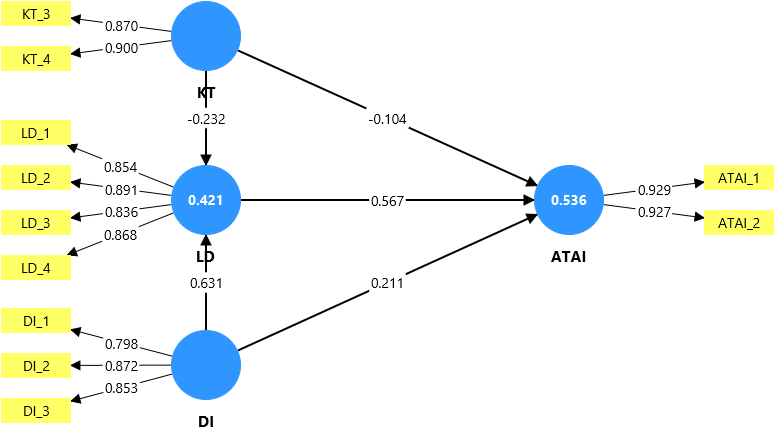 KT_3
0.870
KT_4
0.900
KT
-0.232
-0.104
LD_1
0.854
LD_2
0.891
LD_3
0.836
LD_4
0.868
0.421
LD
0.567
0.536
ATAI
0.929
ATAI_1
0.927
ATAI_2
0.631
0.211
DI_1
0.798
DI_2
0.872
DI_3
0.853
DI